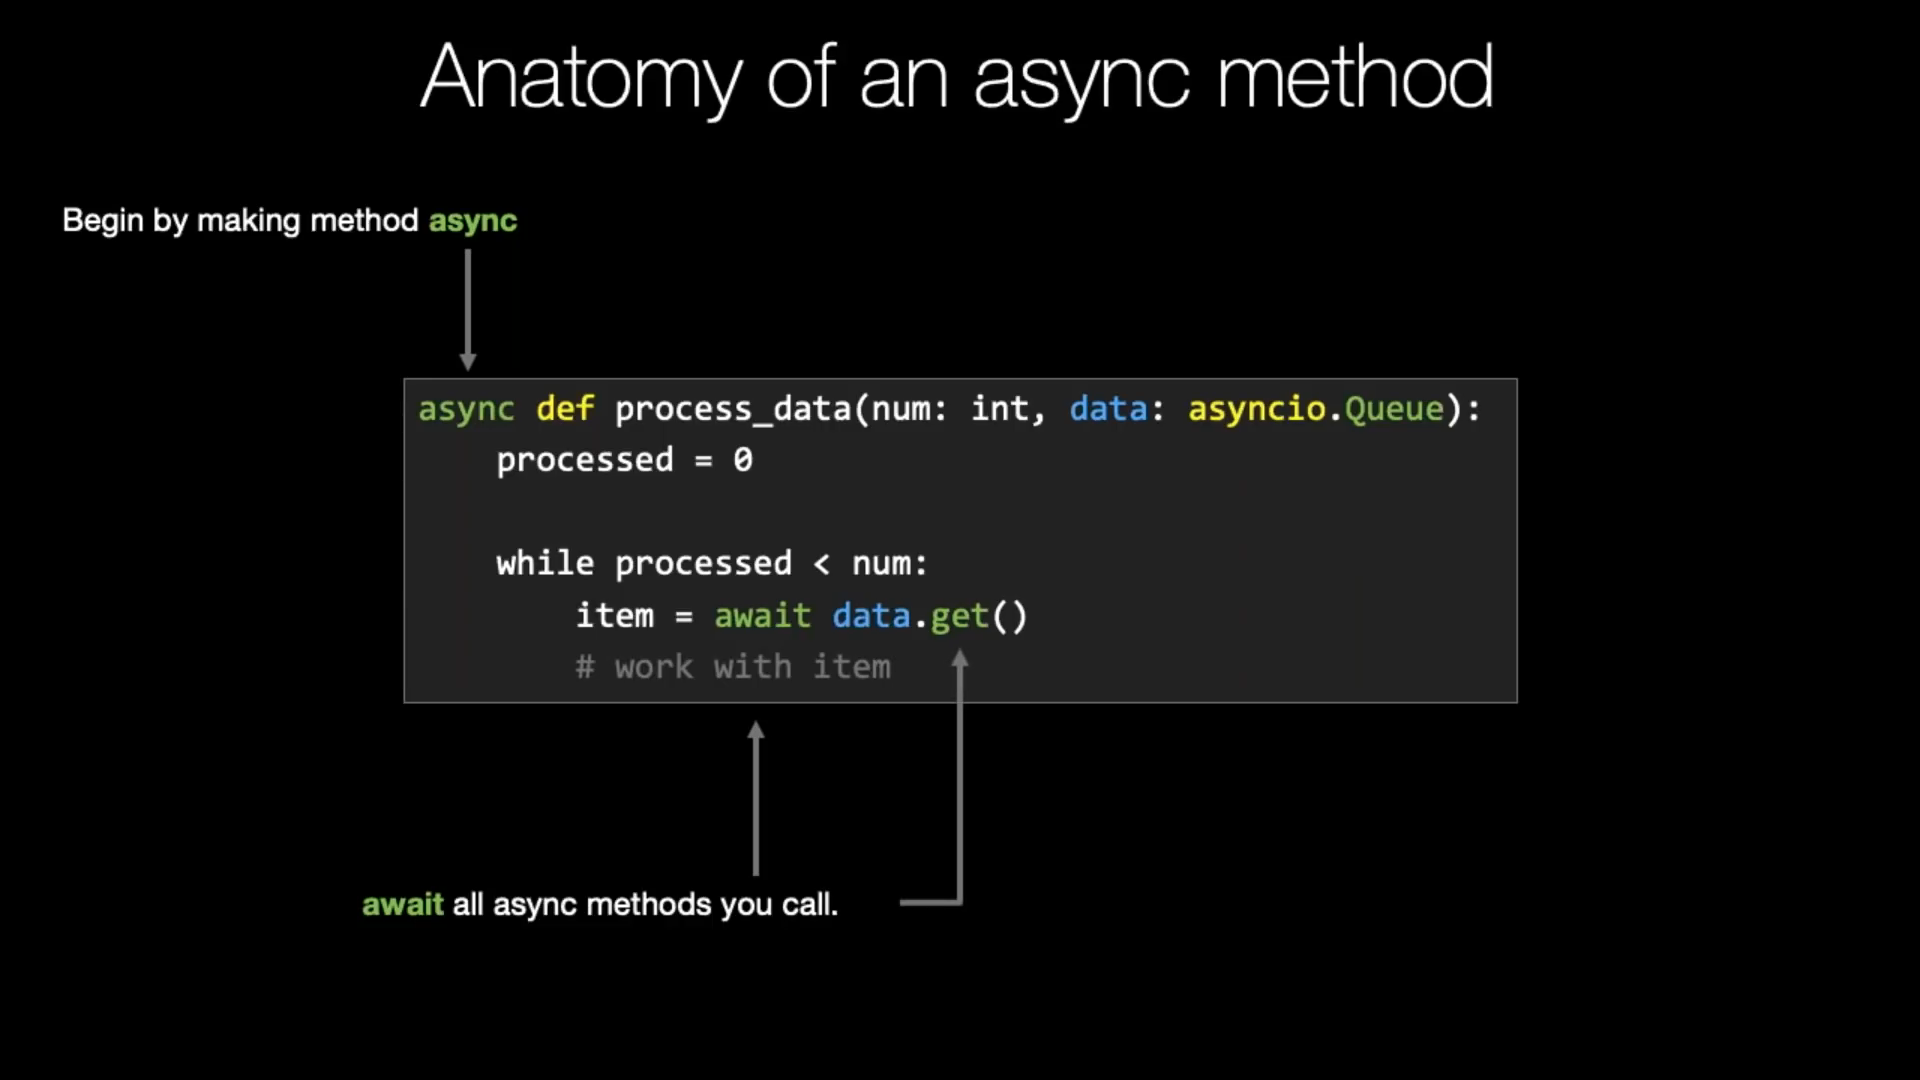 Anatomy of an async method
Begin by making method async
async def process_data(num: int, data: asyncio.Queue):
    processed = 0
    while processed < num:
        item = await data.get()
        # work with item
await all async methods you call.